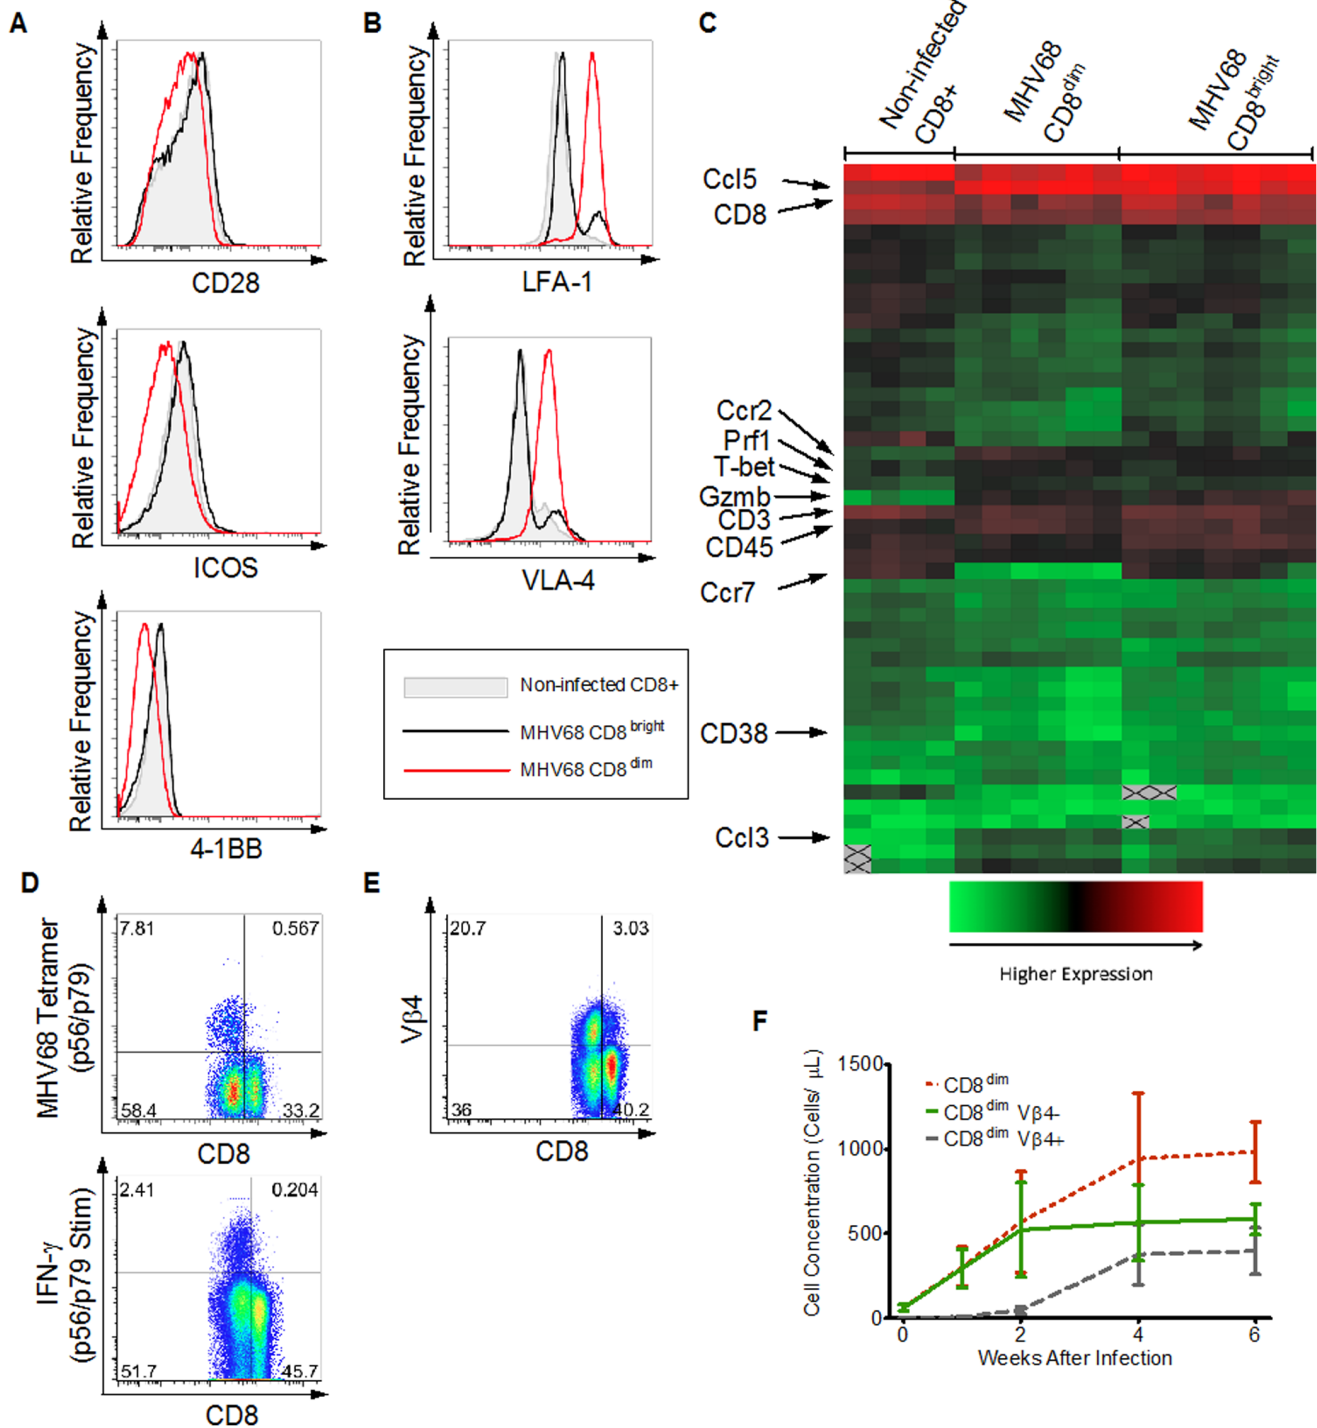 A
Relative Frequency
CD28
Relative Frequency
ICOS
Relative Frequency
4-1BB
B
Relative Frequency
LFA-1
Relative Frequency
VLA-4
Non-infected CD8+
MHV68 CD8 bright
MHV68 CD8 dim
C
Non-infected
CD8+
MHV68
CD8dim
MHV68
CD8bright
Ccl5
CD8
Ccr2
Prf1
T-bet
Gzmb
CD3
CD45
Ccr7
CD38
Ccl3
Higher Expression
D
MHV68 Tetramer
(p56/p79)
7.81
0.567
58.4
33.2
CD8
IFN-γ
(p56/p79 Stim)
2.41
0.204
51.7
45.7
CD8
E
Vβ4
20.7
3.03
36
40.2
CD8
F
Cell Concentration (Cells/ μL)
1500
1000
500
0
CD8 dim
CD8 dim Vβ4-
CD8 dim Vβ4+
0 2 4 6
Weeks After Infection